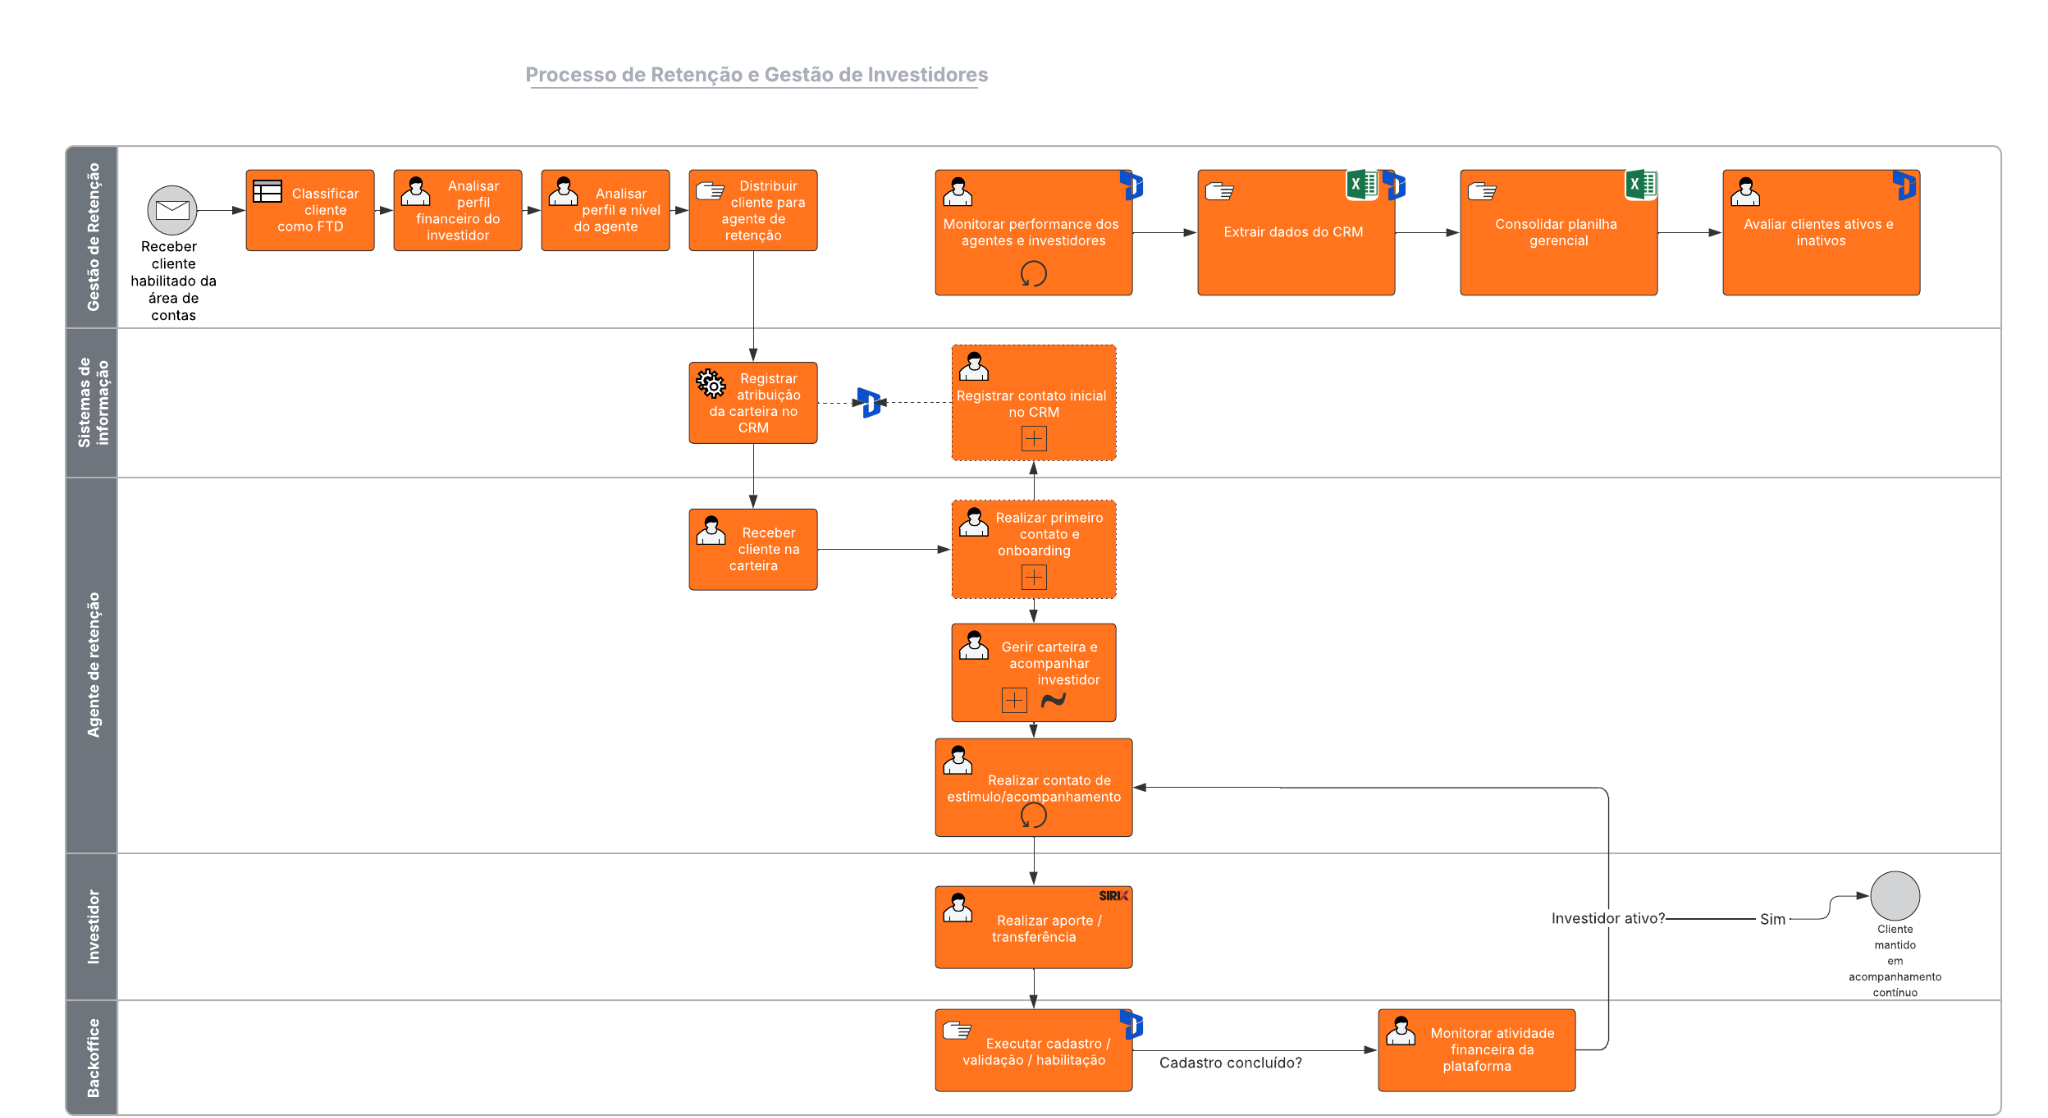 Processo de Retenção e Gestão de Investidores
Gestão de Retenção
Receber
cliente
habilitado da
área de
contas
Classificar
cliente
como FTD
Analisar
perfil
financeiro do
investidor
Analisar
perfil e nível
do agente
Distribuir
cliente para
agente de
retenção
Monitorar performance dos
agentes e investidores
X
Extrair dados do CRM
X
Consolidar planilha
gerencial
Avaliar clientes ativos e
inativos
Sistemas de
informação
Registrar
atribuição
da carteira no
CRM
Registrar contato inicial
no CRM
Agente de retenção
Receber
cliente na
carteira
Realizar primeiro
contato e
onboarding
Gerir carteira e
acompanhar
investidor
Realizar contato de
estímulo/acompanhamento
Investidor
SIRIX
Realizar aporte /
transferência
Investidor ativo?
Sim
Cliente
mantido
em
acompanhamento
contínuo
Backoffice
Executar cadastro /
validação / habilitação
Cadastro concluído?
Monitorar atividade
financeira da
plataforma